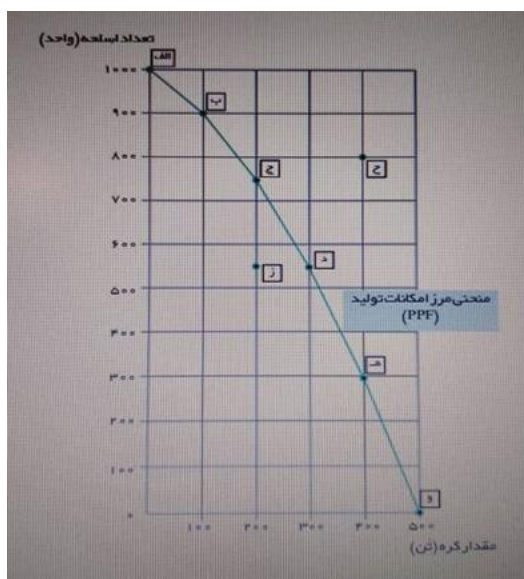 تعداد اسلحه (واحد)
الف
۱۰۰۰
ب
۹۰۰
۸۰۰
ج
ح
۷۰۰
۶۰۰
د
ز
۵۰۰
منحنی مرز امکانات تولید
(PPF)
۴۰۰
هـ
۳۰۰
۲۰۰
۱۰۰
و
۰
۱۰۰ ۲۰۰ ۳۰۰ ۴۰۰ ۵۰۰
مقدار کره (تن)